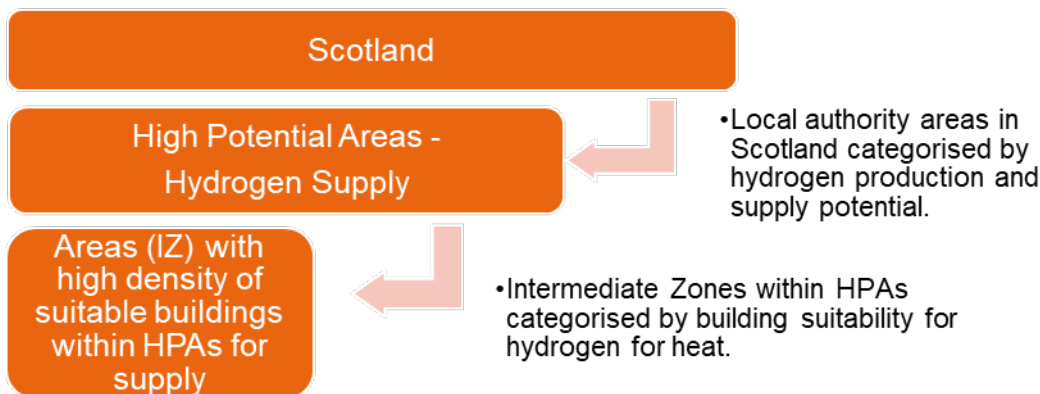 Scotland
High Potential Areas -
Hydrogen Supply
•Local authority areas in
Scotland categorised by
hydrogen production and
supply potential.
Areas (IZ) with
high density of
suitable buildings
within HPAs for
supply
•Intermediate Zones within HPAs
categorised by building suitability for
hydrogen for heat.